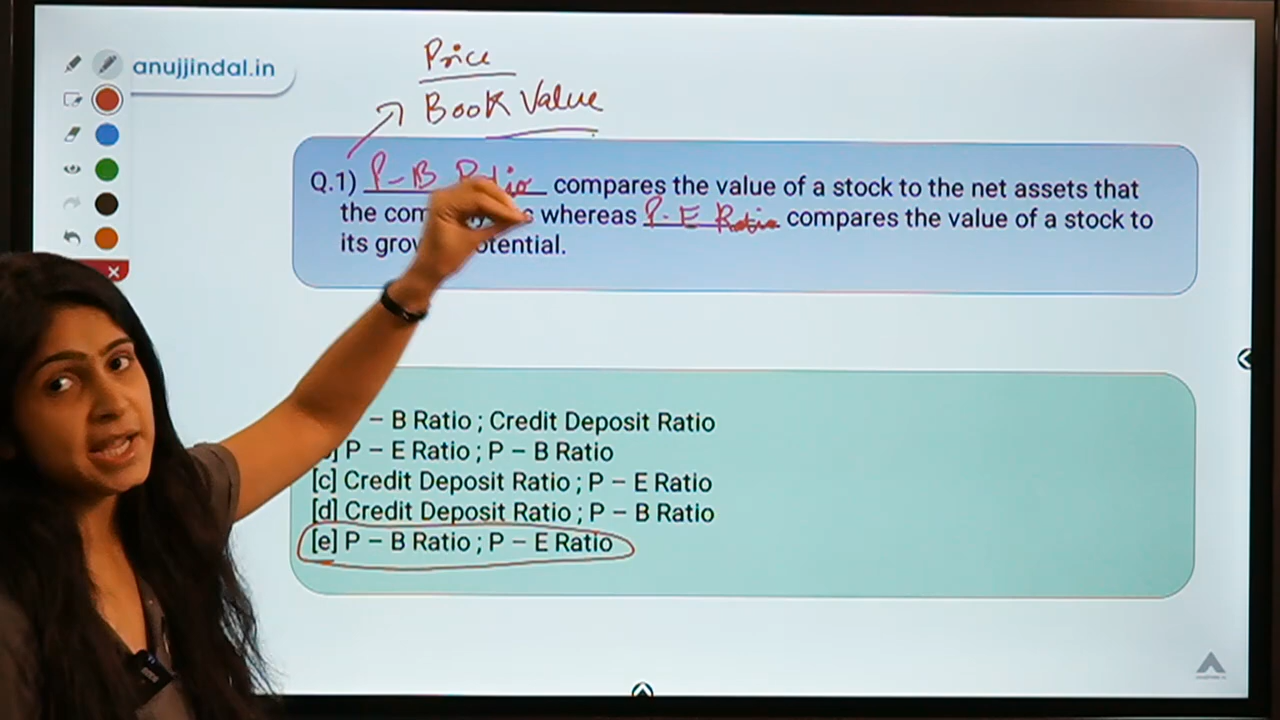 anujjindal.in
Price
Book Value
Q.1) P-B Ratio compares the value of a stock to the net assets that
the com whereas P.E Ratio compares the value of a stock to
its gro otential.
– B Ratio ; Credit Deposit Ratio
P – E Ratio ; P – B Ratio
[c] Credit Deposit Ratio ; P – E Ratio
[d] Credit Deposit Ratio ; P – B Ratio
[e] P – B Ratio ; P – E Ratio